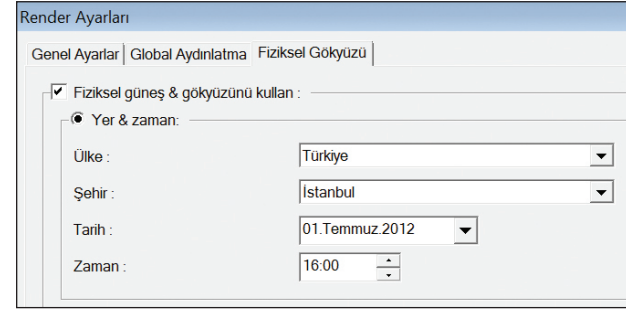 Render Ayarları
Genel Ayarlar Global Aydınlatma Fiziksel Gökyüzü
Fiziksel güneş & gökyüzünü kullan :
Yer & zaman:
Ülke : Türkiye
Şehir : İstanbul
Tarih : 01.Temmuz.2012
Zaman : 16:00